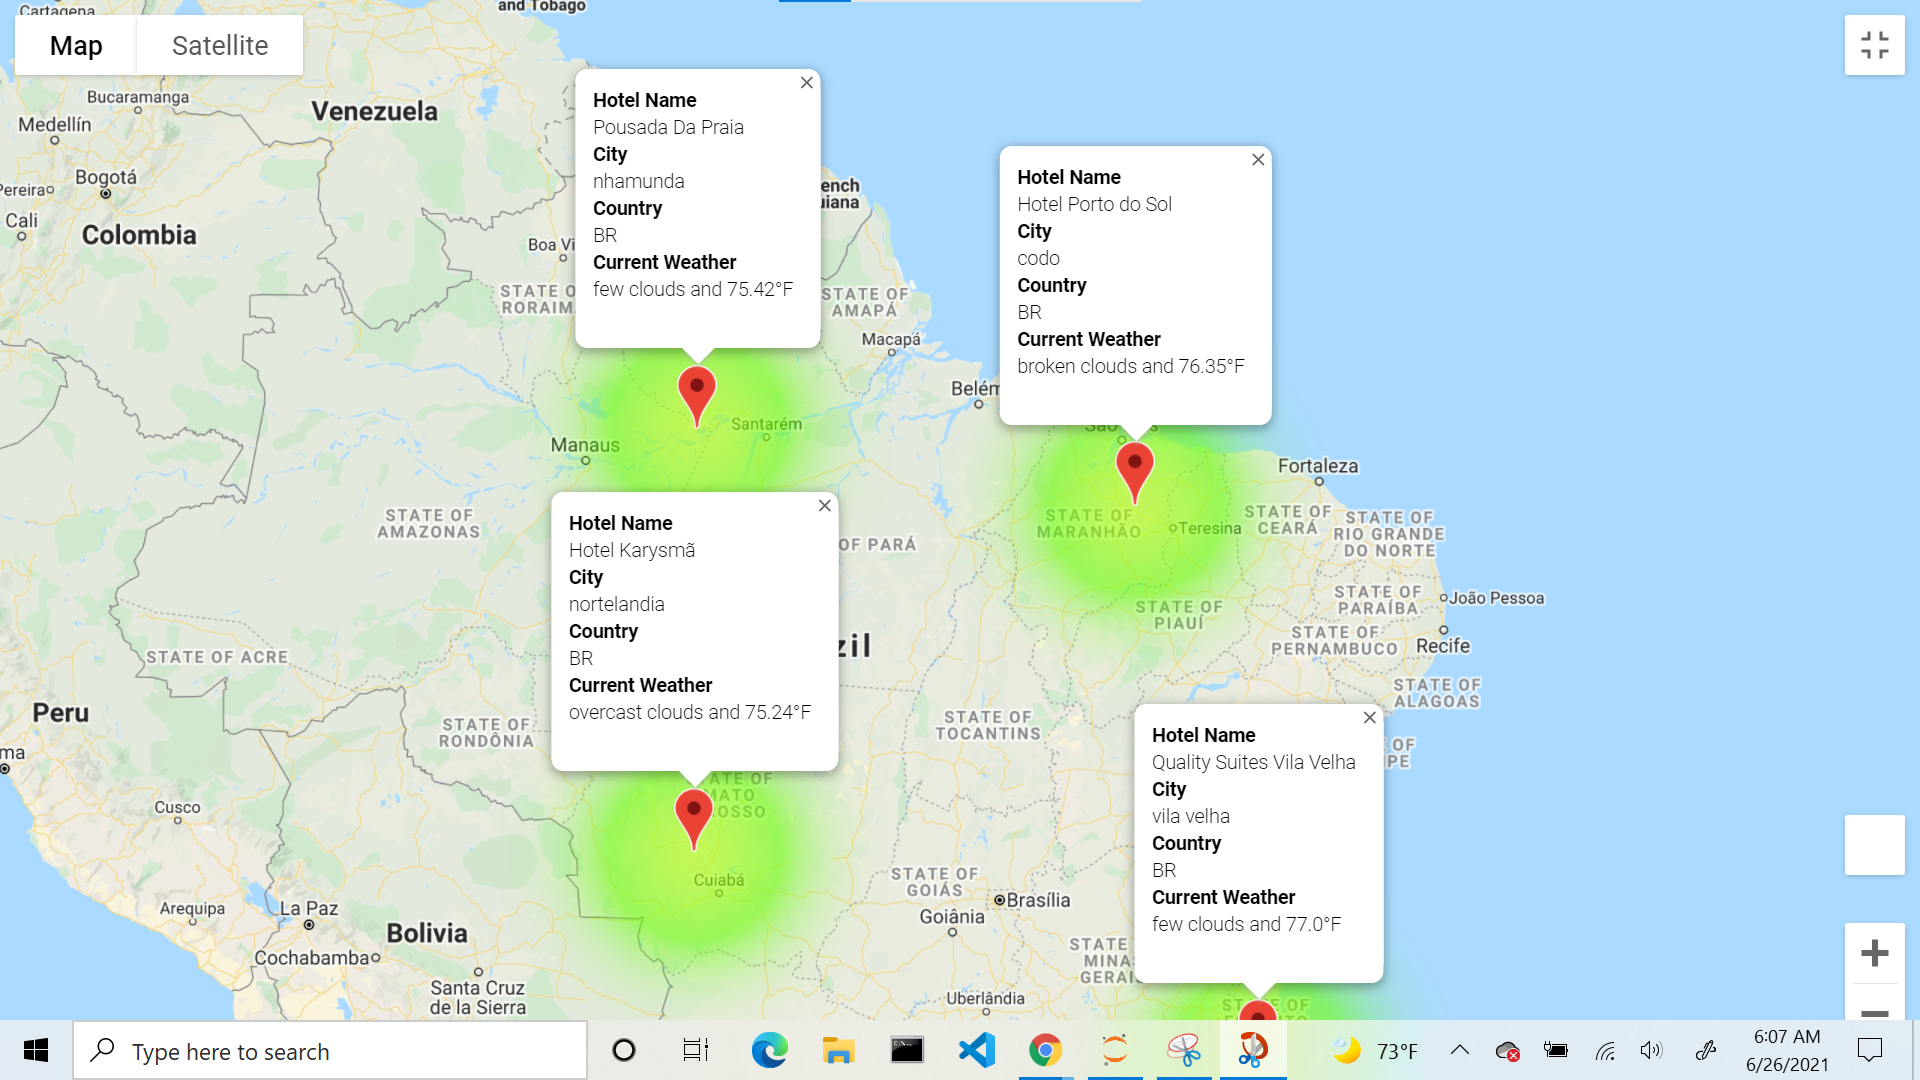 Cartagena
and Tobago
Map
Satellite
Bucaramanga
Medellín
Venezuela
Pereira
Bogotá
Cali
Colombia
Boa Vi
STATE O
RORAIM
ench
uiana
STATE OF
AMAPÁ
Macapá
Hotel Name
Pousada Da Praia
City
nhamunda
Country
BR
Current Weather
few clouds and 75.42°F
Hotel Name
Hotel Porto do Sol
City
codo
Country
BR
Current Weather
broken clouds and 76.35°F
Belém
Santarém
Manaus
Fortaleza
STATE OF
AMAZONAS
OF PARÁ
STATE OF
MARANHÃO
Teresina
STATE OF
CEARÁ
STATE OF
RIO GRANDE
DO NORTE
Hotel Name
Hotel Karysmã
City
nortelandia
Country
BR
Current Weather
overcast clouds and 75.24°F
STATE OF
PIAUÍ
STATE OF
PARAÍBA
João Pessoa
STATE OF
PERNAMBUCO
Recife
zil
STATE OF ACRE
STATE OF
ALAGOAS
Peru
STATE OF
RONDÔNIA
STATE OF
TOCANTINS
OF
IPE
ma
Hotel Name
Quality Suites Vila Velha
City
vila velha
Country
BR
Current Weather
few clouds and 77.0°F
ATE OF
MATO
OSSO
Cusco
Cuiabá
STATE OF
GOIÁS
Brasília
Goiânia
Arequipa
La Paz
Bolivia
Cochabamba
Santa Cruz
de la Sierra
STATE
MINA
GERAI
Uberlândia
STATE OF
Type here to search
73°F
6:07 AM
6/26/2021